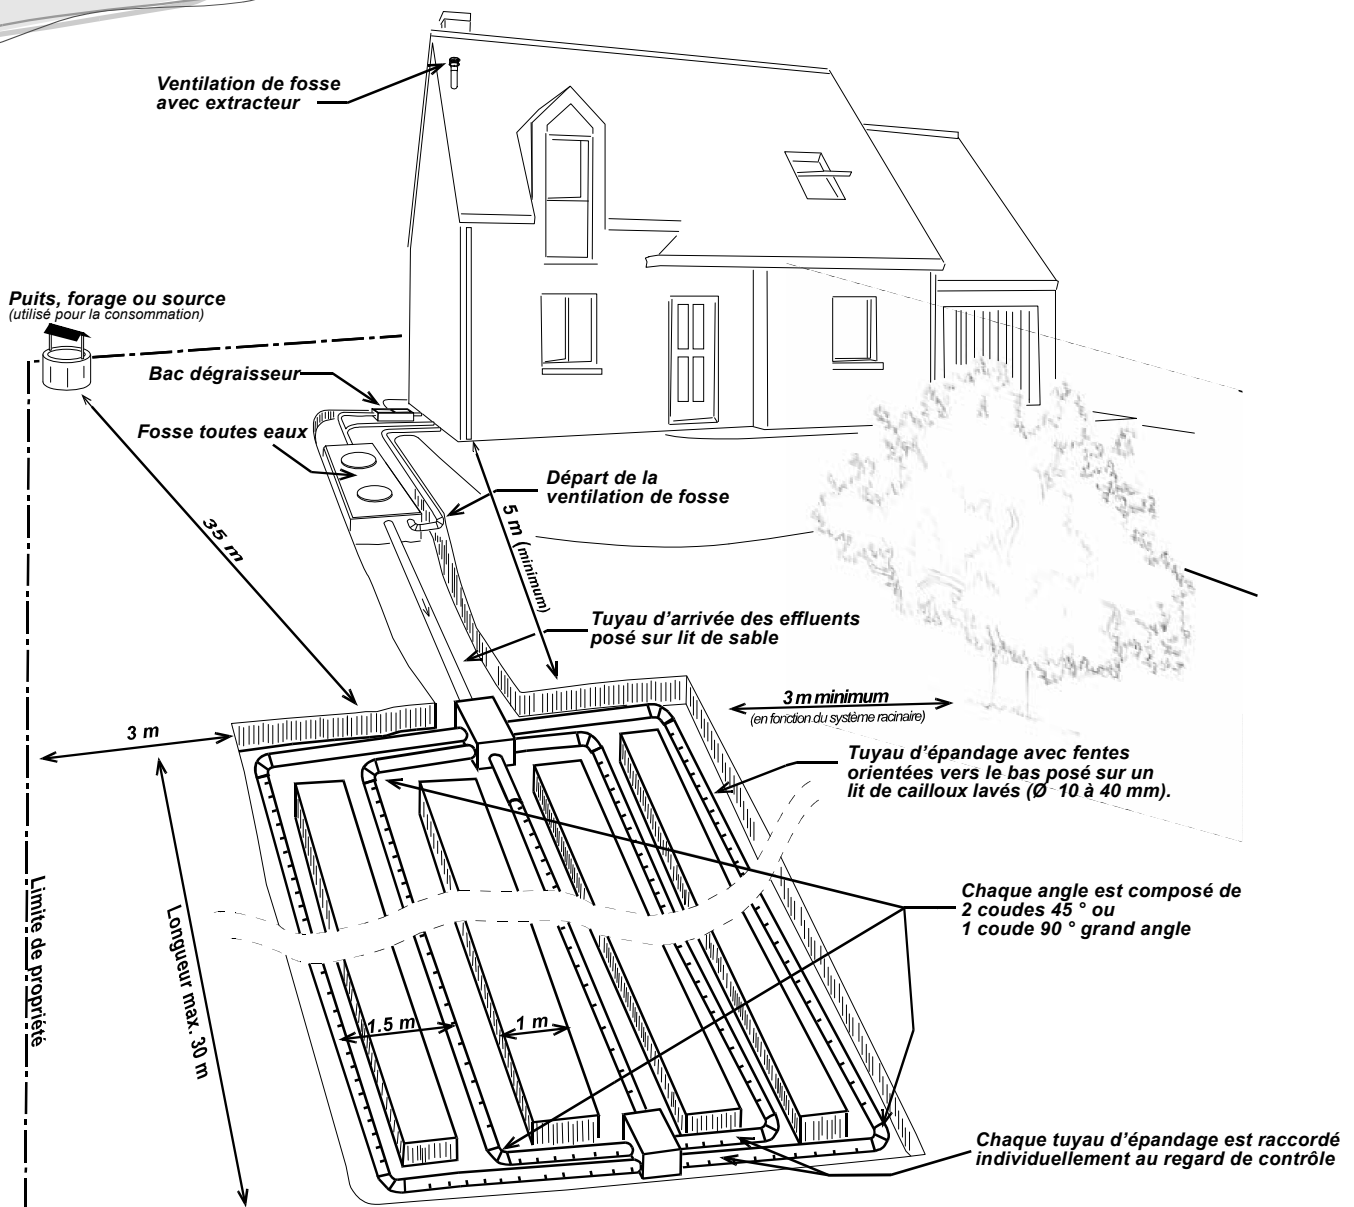 Ventilation de fosse
avec extracteur
Puits, forage ou source
(utilisé pour la consommation)
Bac dégraisseur
Fosse toutes eaux
Départ de la
ventilation de fosse
35 m
5 m (minimum)
Tuyau d'arrivée des effluents
posé sur lit de sable
3 m
3 m minimum
(en fonction du système racinaire)
Tuyau d'épandage avec fentes
orientées vers le bas posé sur un
lit de cailloux lavés (Ø 10 à 40 mm).
Limite de propriété
Longueur max. 30 m
Chaque angle est composé de
2 coudes 45 ° ou
1 coude 90 ° grand angle
1.5 m
1 m
Chaque tuyau d'épandage est raccordé
individuellement au regard de contrôle